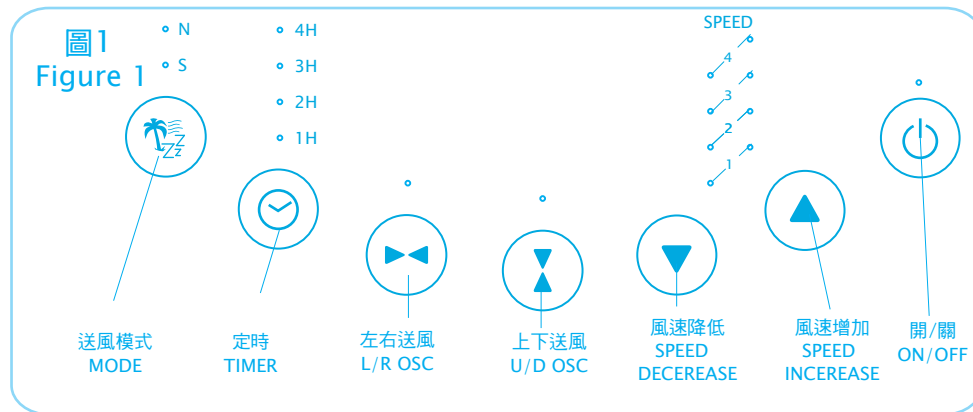 圖1
Figure 1
N
S
4H
3H
2H
1H
SPEED
4
3
2
1
Zzz
送風模式
MODE
定時
TIMER
左右送風
L/R OSC
上下送風
U/D OSC
風速降低
SPEED
DECEREASE
風速增加
SPEED
INCEREASE
開/關
ON/OFF